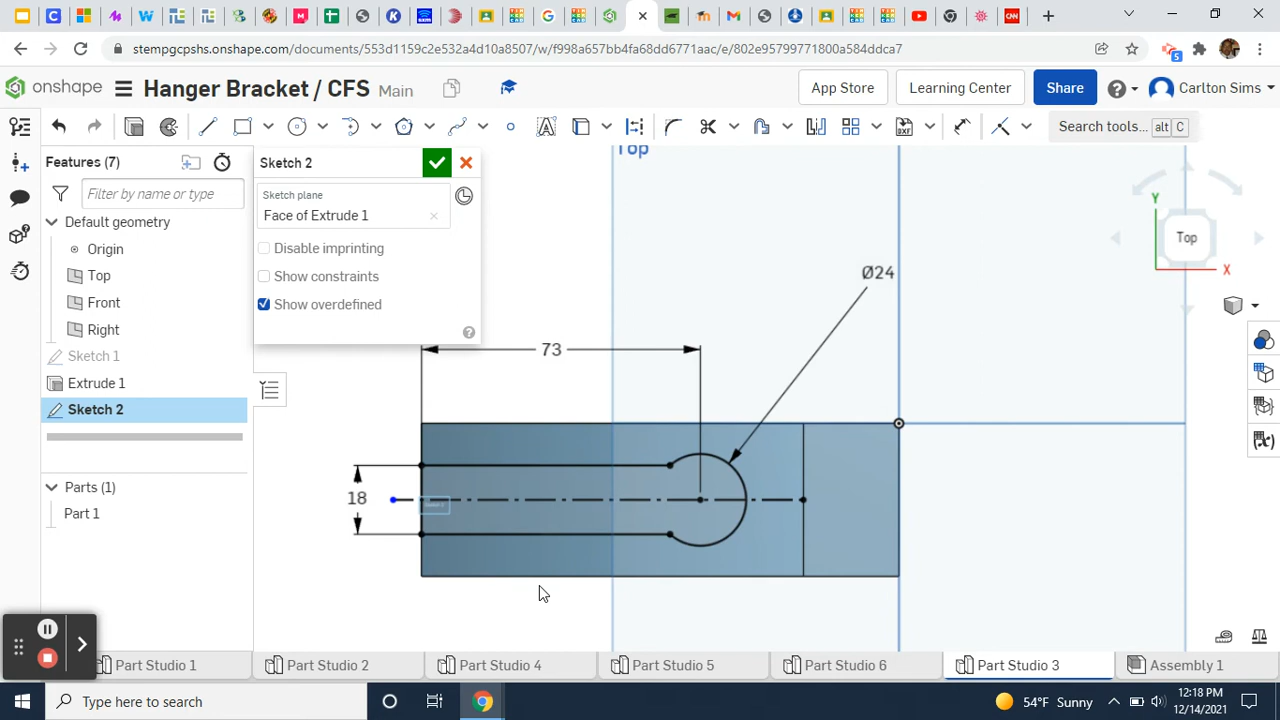 stempgcpshs.onshape.com/documents/553d1159c2e532a4d10a8507/w/f998a657bb4fa68dd6771aac/e/802e95799771800a584ddca7
5
onshape
Hanger Bracket / CFS
Main
App Store
Learning Center
Share
Carlton Sims
Search tools...
alt
C
Features (7)
Filter by name or type
Default geometry
Origin
Top
Front
Right
Sketch 1
Extrude 1
Sketch 2
Parts (1)
Part 1
Sketch 2
Sketch plane
Face of Extrude 1
Disable imprinting
Show constraints
Show overdefined
Top
Y
Top
X
Ø24
73
18
Part Studio 1
Part Studio 2
Part Studio 4
Part Studio 5
Part Studio 6
Part Studio 3
Assembly 1
Type here to search
54°F Sunny
12:18 PM
12/14/2021